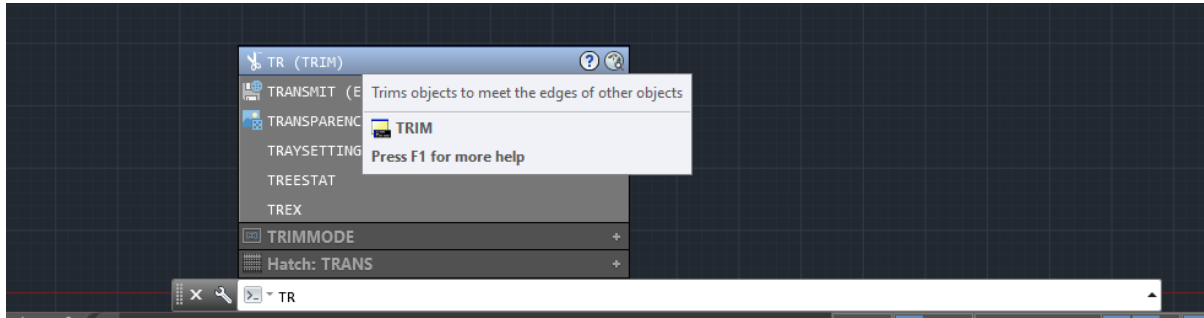 TR (TRIM)
TRANSMIT (E
Trims objects to meet the edges of other objects
TRANSPARENC
TRIM
TRAYSETTING
Press F1 for more help
TREESTAT
TREX
TRIMMODE +
Hatch: TRANS +
TR